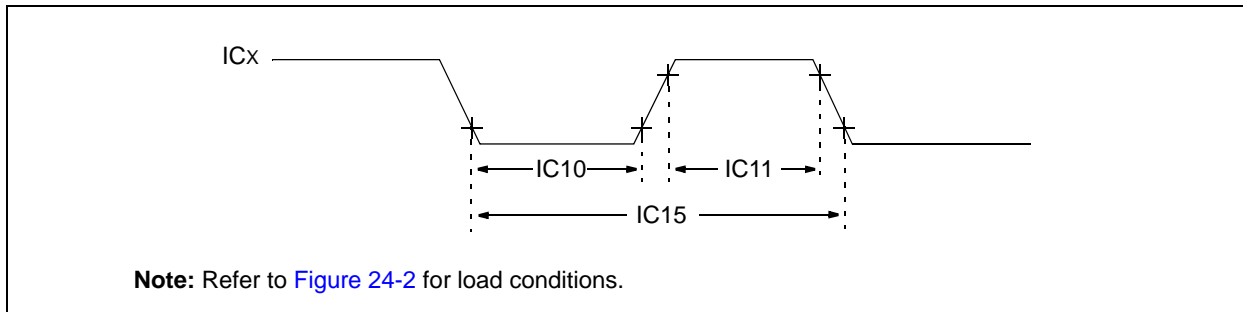 ICx
IC10
IC11
IC15
Note: Refer to Figure 24-2 for load conditions.